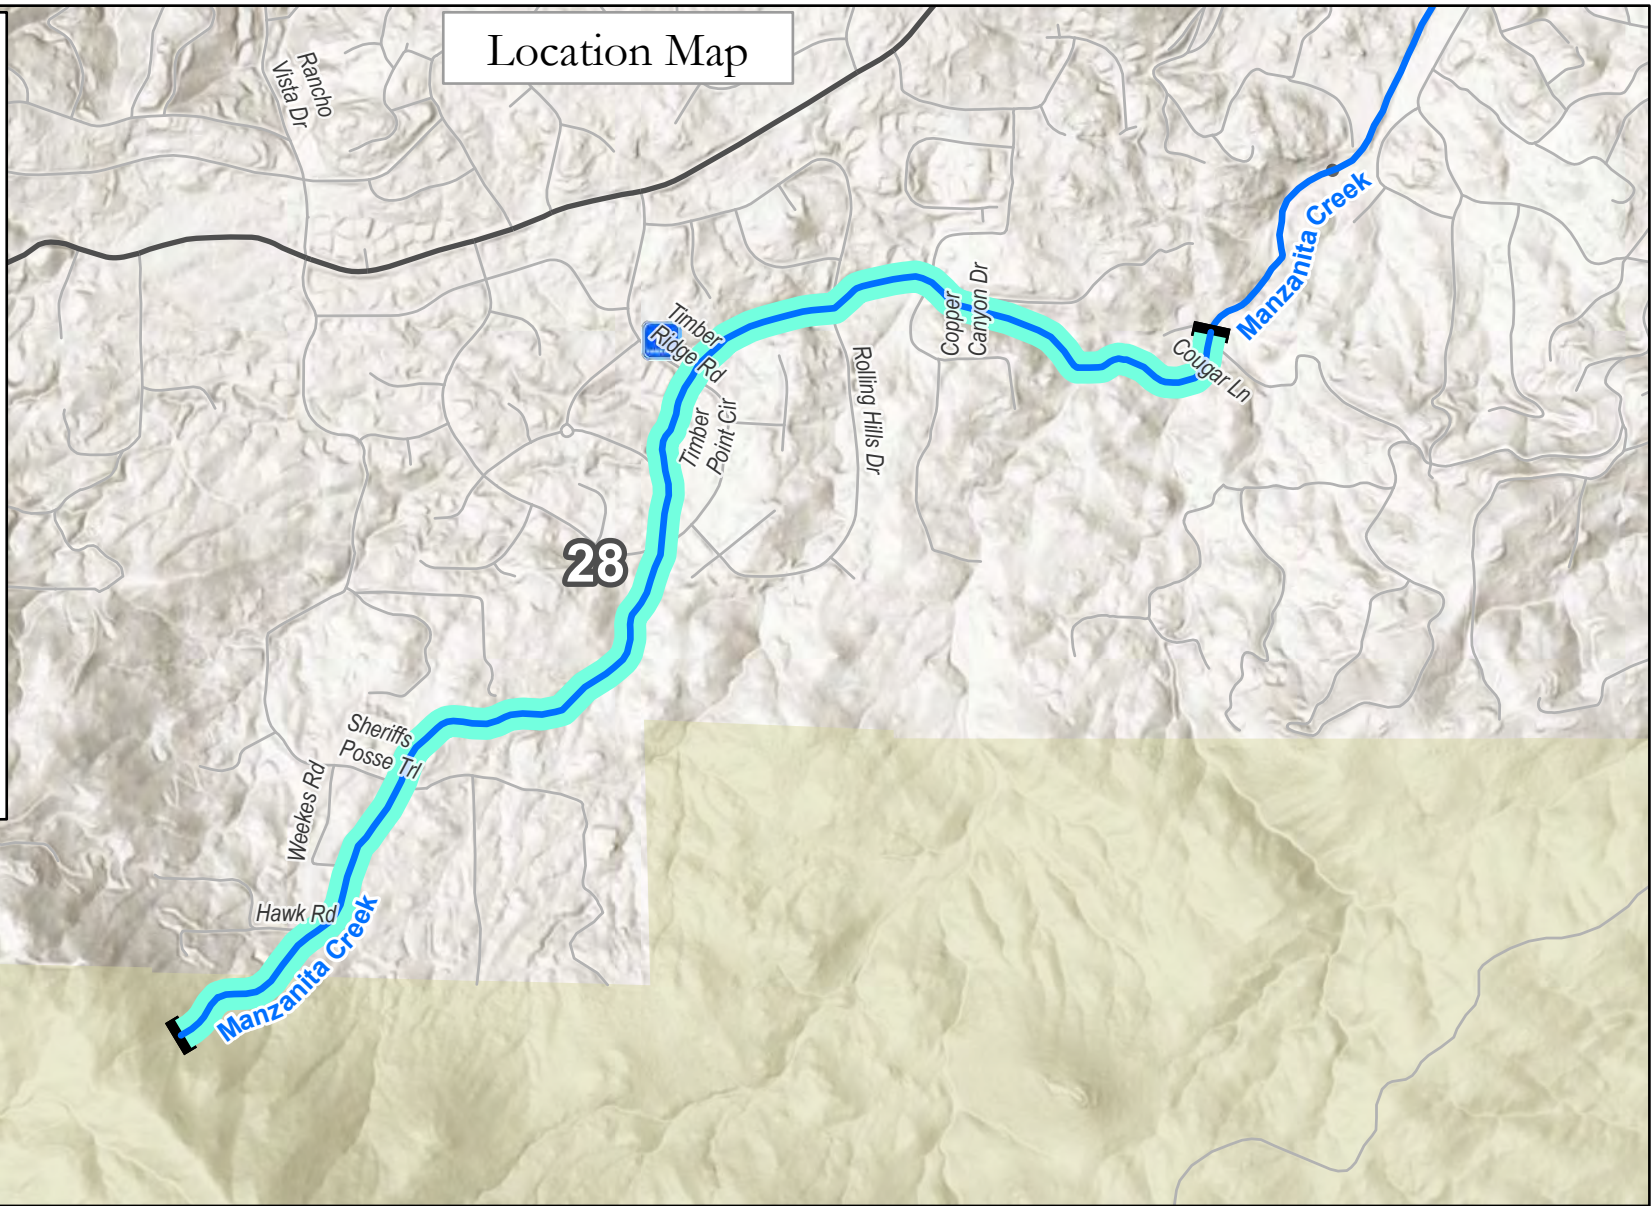 Location Map
Rancho
Vista Dr
Manzanita Creek
Copper
Canyon Dr
Timber
Ridge Rd
Cougar Ln
Rolling Hills Dr
Timber
Point Cir
28
Sheriffs
Posse Trl
Weekes Rd
Hawk Rd
Manzanita Creek